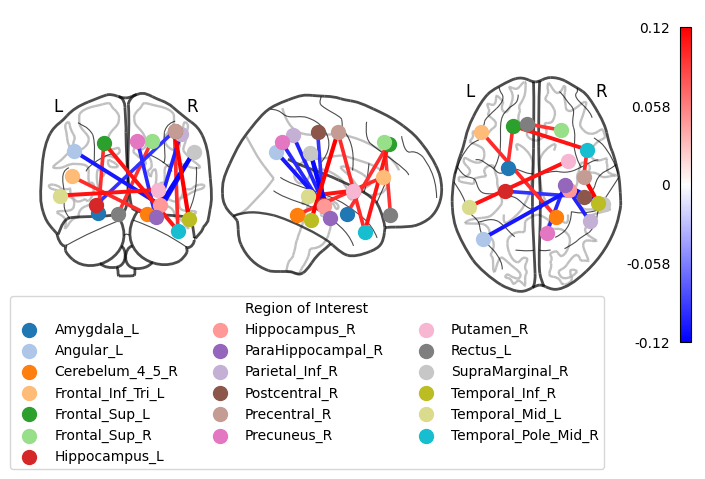 0.12
L R L R
0.058
0
-0.058
-0.12
Region of Interest
Amygdala_L Hippocampus_R Putamen_R
Angular_L ParaHippocampal_R Rectus_L
Cerebelum_4_5_R Parietal_Inf_R SupraMarginal_R
Frontal_Inf_Tri_L Postcentral_R Temporal_Inf_R
Frontal_Sup_L Precentral_R Temporal_Mid_L
Frontal_Sup_R Precuneus_R Temporal_Pole_Mid_R
Hippocampus_L